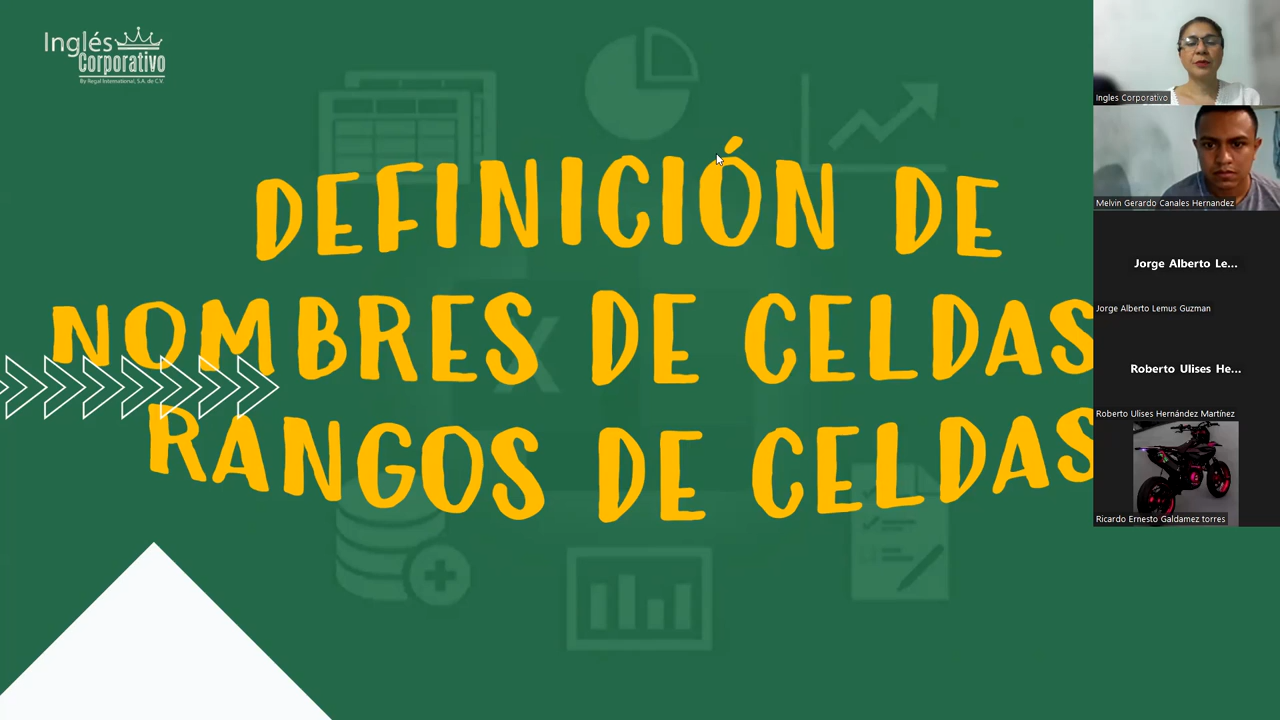 Inglés
Corporativo
By Regal International, S.A. de C.V.
DEFINICIÓN DE
NOMBRES DE CELDAS
RANGOS DE CELDAS
X
Ingles Corporativo
Melvin Gerardo Canales Hernandez
Jorge Alberto Le...
Jorge Alberto Lemus Guzman
Roberto Ulises He...
Roberto Ulises Hernández Martínez
Ricardo Ernesto Galdamez torres